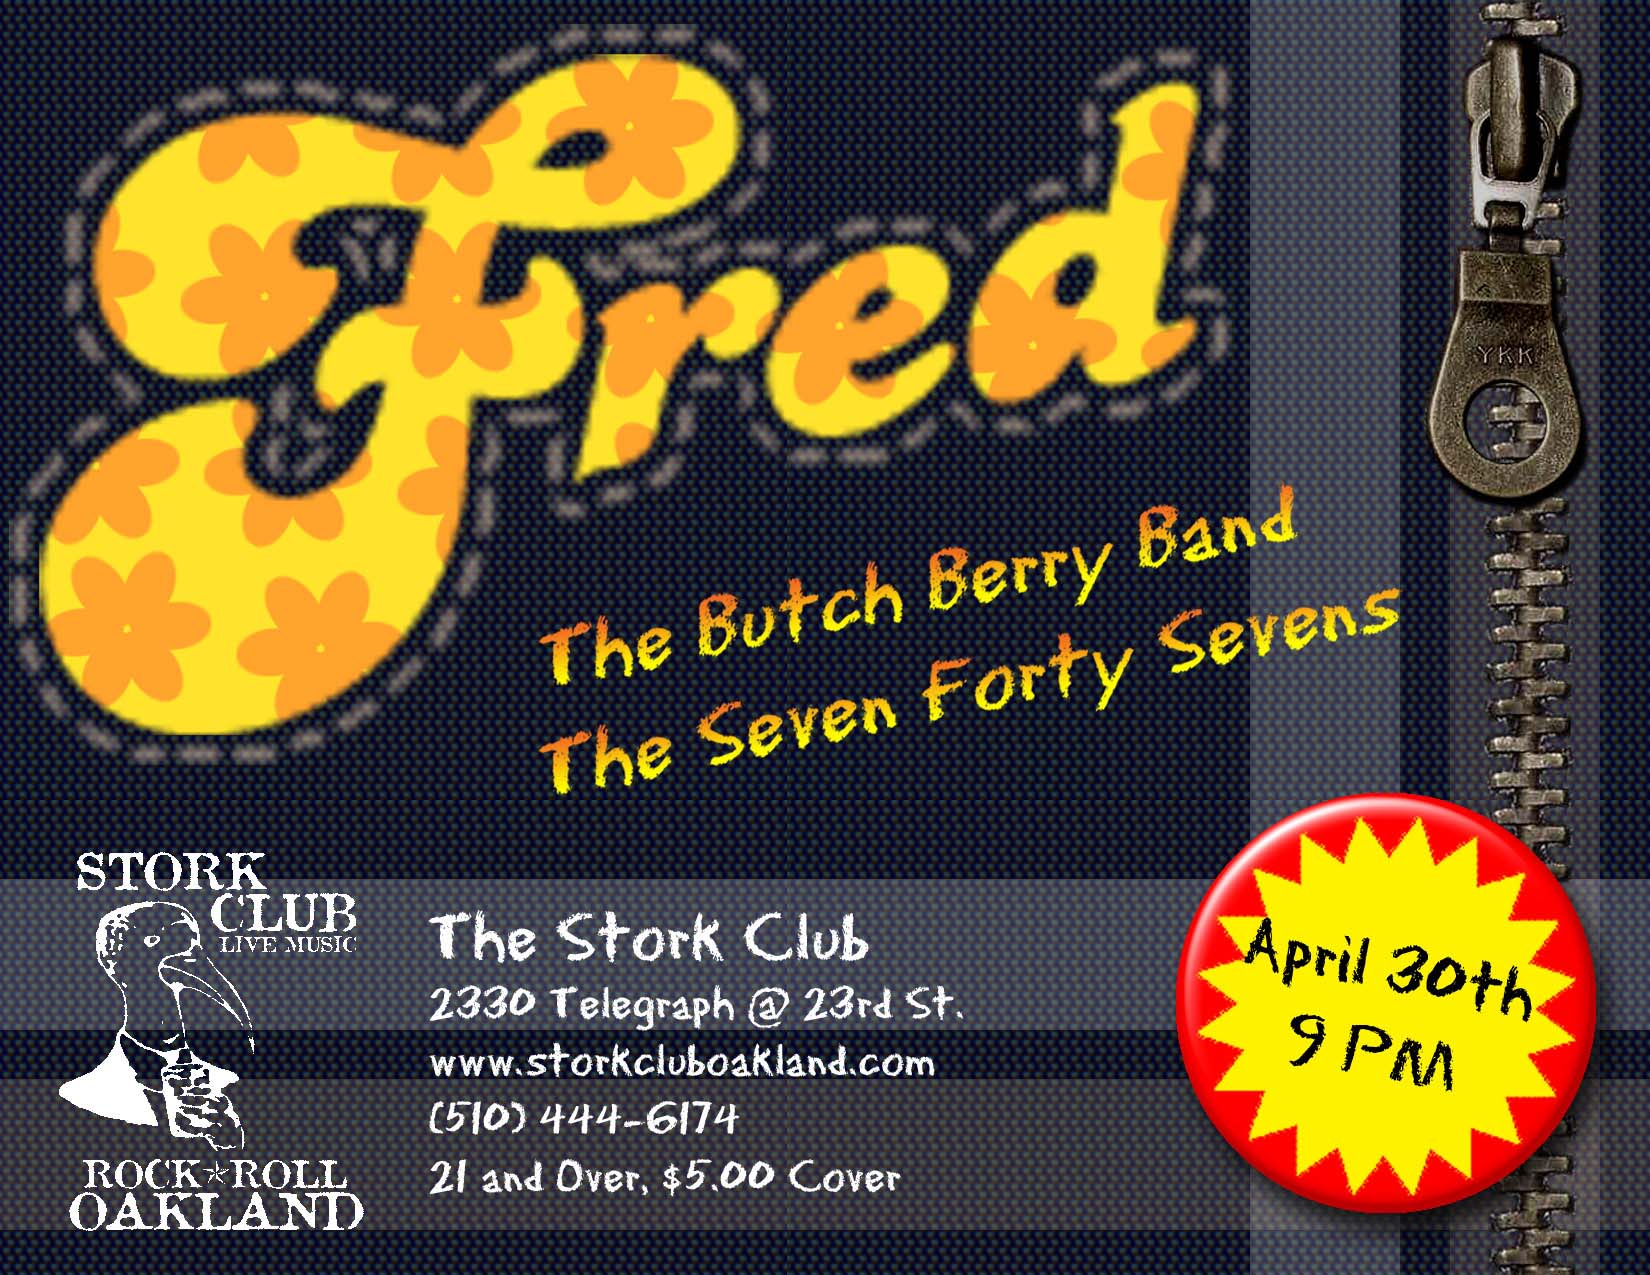 Fred
YKK
The Butch Berry Band
The Seven Forty Sevens
STORK
CLUB
LIVE MUSIC
ROCK ROLL
OAKLAND
The Stork Club
2330 Telegraph @ 23rd St.
www.storkcluboakland.com
(510) 444-6174
21 and Over, $5.00 Cover
April 30th
9 PM